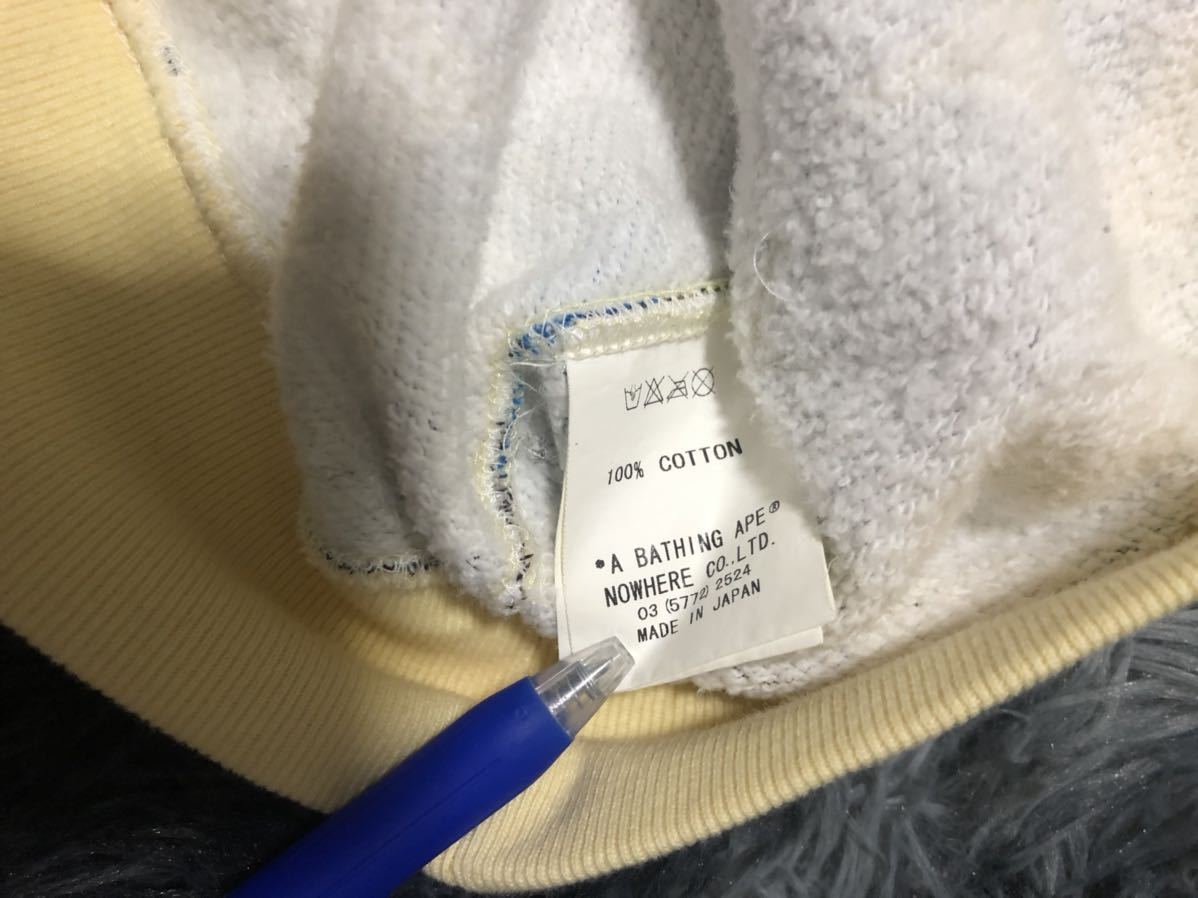 100% COTTON
*A BATHING APE®
NOWHERE CO.,LTD.
03 (5772) 2524
MADE IN JAPAN